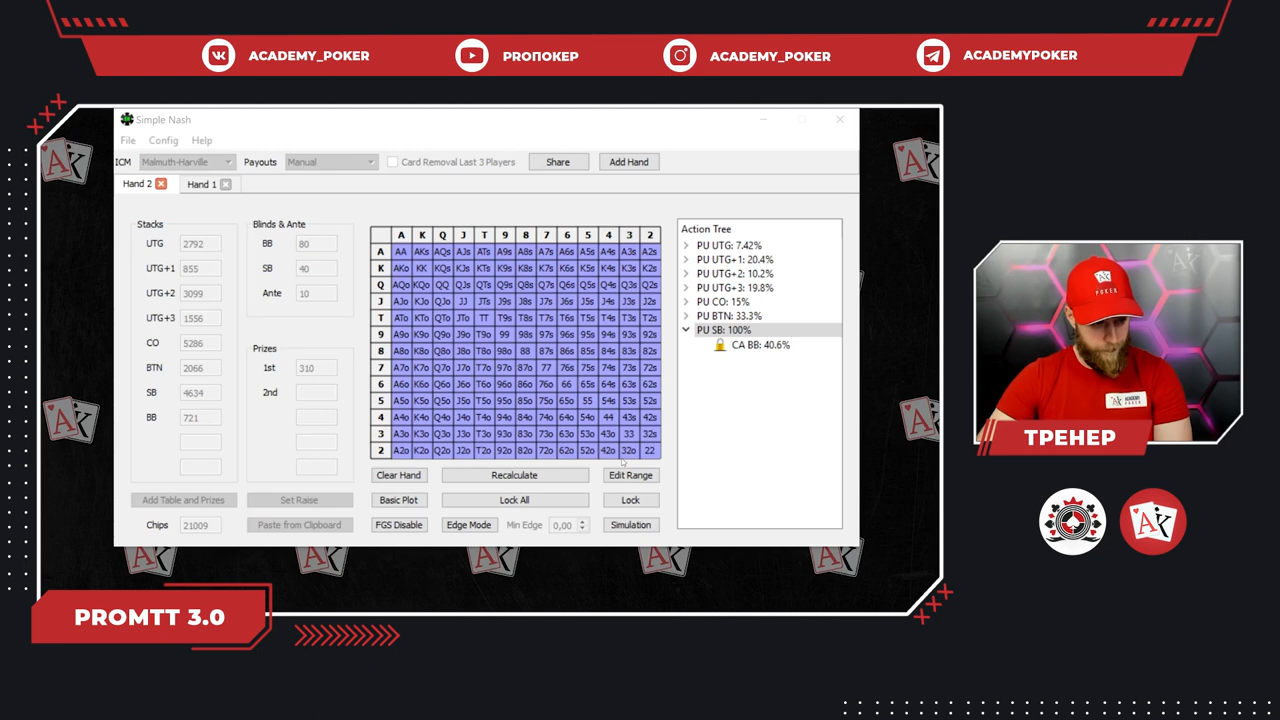 ACADEMY_POKER
PROПОКЕР
ACADEMY_POKER
ACADEMYPOKER
Simple Nash
File Config Help
ICM Malmuth-Harville Payouts Manual Card Removal Last 3 Players Share Add Hand
Hand 2 Hand 1
Stacks
UTG 2792
UTG+1 855
UTG+2 3099
UTG+3 1556
CO 5286
BTN 2066
SB 4634
BB 721
Add Table and Prizes
Chips 21009
Blinds & Ante
BB 80
SB 40
Ante 10
Prizes
1st 310
2nd
Set Raise
Paste from Clipboard
A K Q J T 9 8 7 6 5 4 3 2
A AA AKs AQs AJs ATs A9s A8s A7s A6s A5s A4s A3s A2s
K AKo KK KQs KJs KTs K9s K8s K7s K6s K5s K4s K3s K2s
Q AQo KQo QQ QJs QTs Q9s Q8s Q7s Q6s Q5s Q4s Q3s Q2s
J AJo KJo QJo JJ JTs J9s J8s J7s J6s J5s J4s J3s J2s
T ATo KTo QTo JTo TT T9s T8s T7s T6s T5s T4s T3s T2s
9 A9o K9o Q9o J9o T9o 99 98s 97s 96s 95s 94s 93s 92s
8 A8o K8o Q8o J8o T8o 98o 88 87s 86s 85s 84s 83s 82s
7 A7o K7o Q7o J7o T7o 97o 87o 77 76s 75s 74s 73s 72s
6 A6o K6o Q6o J6o T6o 96o 86o 76o 66 65s 64s 63s 62s
5 A5o K5o Q5o J5o T5o 95o 85o 75o 65o 55 54s 53s 52s
4 A4o K4o Q4o J4o T4o 94o 84o 74o 64o 54o 44 43s 42s
3 A3o K3o Q3o J3o T3o 93o 83o 73o 63o 53o 43o 33 32s
2 A2o K2o Q2o J2o T2o 92o 82o 72o 62o 52o 42o 32o 22
Clear Hand Recalculate Edit Range
Basic Plot Lock All Lock
FGS Disable Edge Mode Min Edge 0,00 Simulation
Action Tree
PU UTG: 7.42%
PU UTG+1: 20.4%
PU UTG+2: 10.2%
PU UTG+3: 19.8%
PU CO: 15%
PU BTN: 33.3%
PU SB: 100%
CA BB: 40.6%
POKER
ACADEMY
POKER
ТРЕНЕР
AK
PROMTT 3.0